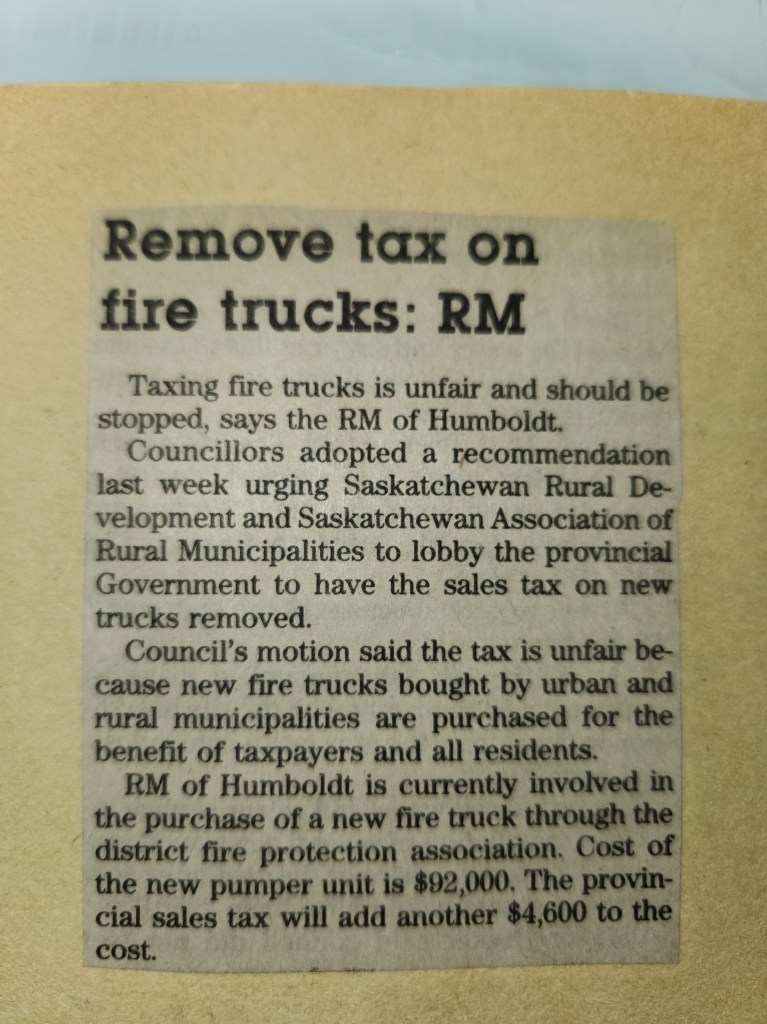 Remove tax on
fire trucks: RM
Taxing fire trucks is unfair and should be
stopped, says the RM of Humboldt.
Councillors adopted a recommendation
last week urging Saskatchewan Rural De-
velopment and Saskatchewan Association of
Rural Municipalities to lobby the provincial
Government to have the sales tax on new
trucks removed.
Council's motion said the tax is unfair be-
cause new fire trucks bought by urban and
rural municipalities are purchased for the
benefit of taxpayers and all residents.
RM of Humboldt is currently involved in
the purchase of a new fire truck through the
district fire protection association. Cost of
the new pumper unit is $92,000. The provin-
cial sales tax will add another $4,600 to the
cost.